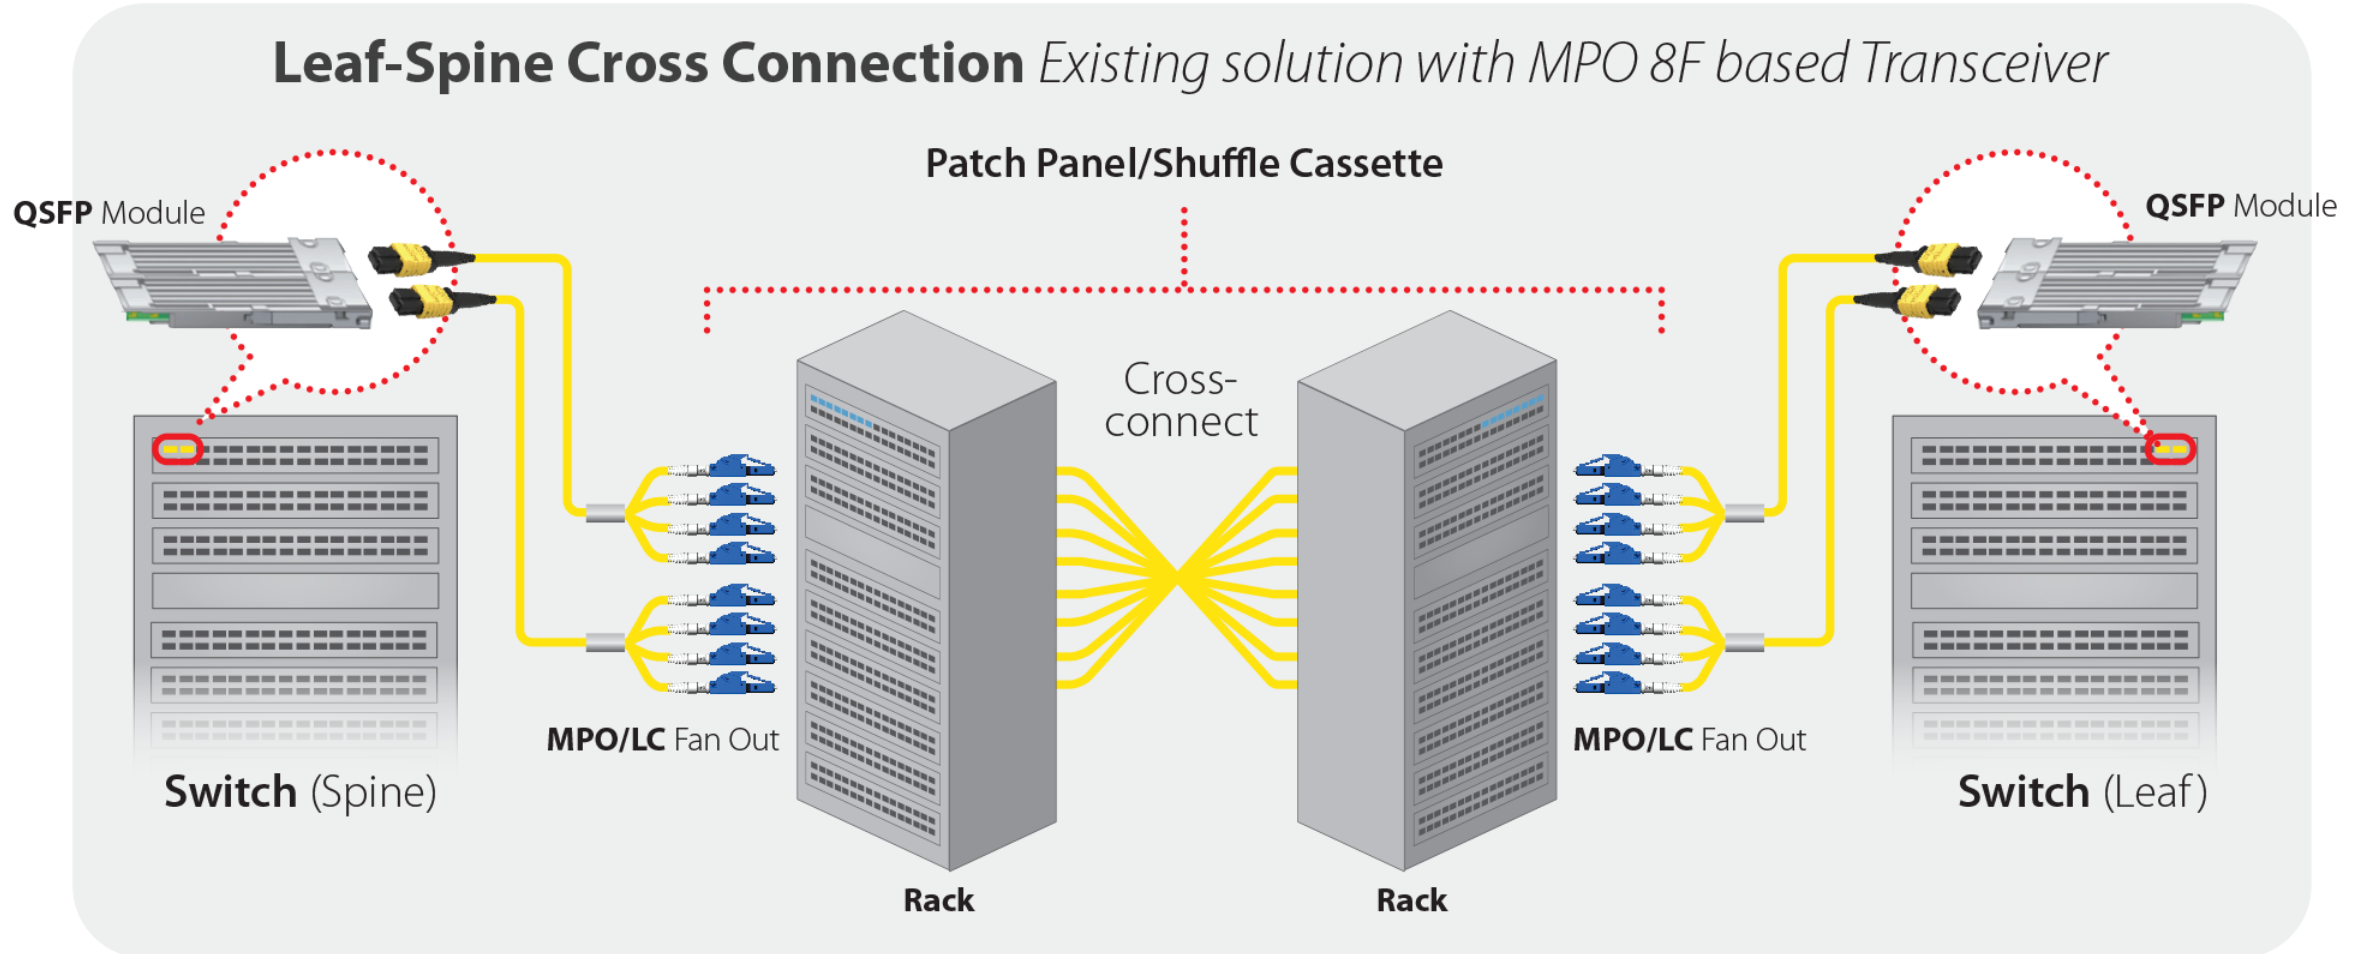 Leaf-Spine Cross Connection Existing solution with MPO 8F based Transceiver
Patch Panel/Shuffle Cassette
QSFP Module
QSFP Module
Cross-
connect
MPO/LC Fan Out
MPO/LC Fan Out
Switch (Spine)
Switch (Leaf)
Rack
Rack